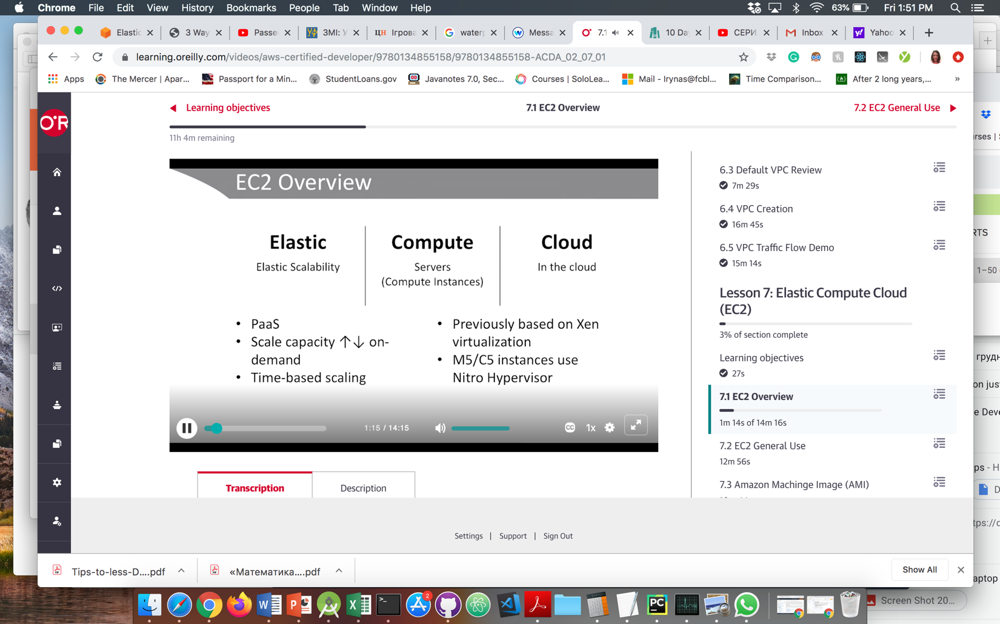 Chrome File Edit View History Bookmarks People Tab Window Help 63% Fri 1:51 PM
Elastic 3 Way Passe 3MI: Ігрова water Messa 7.1 10 Da СЕРИ Inbox Yahoo
learning.oreilly.com/videos/aws-certified-developer/9780134855158/9780134855158-ACDA_02_07_01
Apps The Mercer | Apar... Passport for a Min... StudentLoans.gov Javanotes 7.0, Sec... Courses | SoloLea... Mail - Irynas@fcbl... Time Comparison... After 2 long years,... »
O'R
Learning objectives 7.1 EC2 Overview 7.2 EC2 General Use
11h 4m remaining
EC2 Overview
Elastic
Elastic Scalability
Compute
Servers
(Compute Instances)
Cloud
In the cloud
• PaaS
• Scale capacity ↑↓ on-
demand
• Time-based scaling
• Previously based on Xen
virtualization
• M5/C5 instances use
Nitro Hypervisor
1:15 / 14:15 CC 1x
Transcription Description
6.3 Default VPC Review
7m 29s
6.4 VPC Creation
16m 45s
6.5 VPC Traffic Flow Demo
15m 14s
Lesson 7: Elastic Compute Cloud
(EC2)
3% of section complete
Learning objectives
27s
7.1 EC2 Overview
1m 14s of 14m 16s
7.2 EC2 General Use
12m 56s
7.3 Amazon Machinge Image (AMI)
Settings | Support | Sign Out
Tips-to-less-D....pdf «Математика....pdf Show All
rses |
RTS
1–50
грудн
on jus
e Deve
ps - H
D
tps://c
aptop
Screen Shot 20...
2